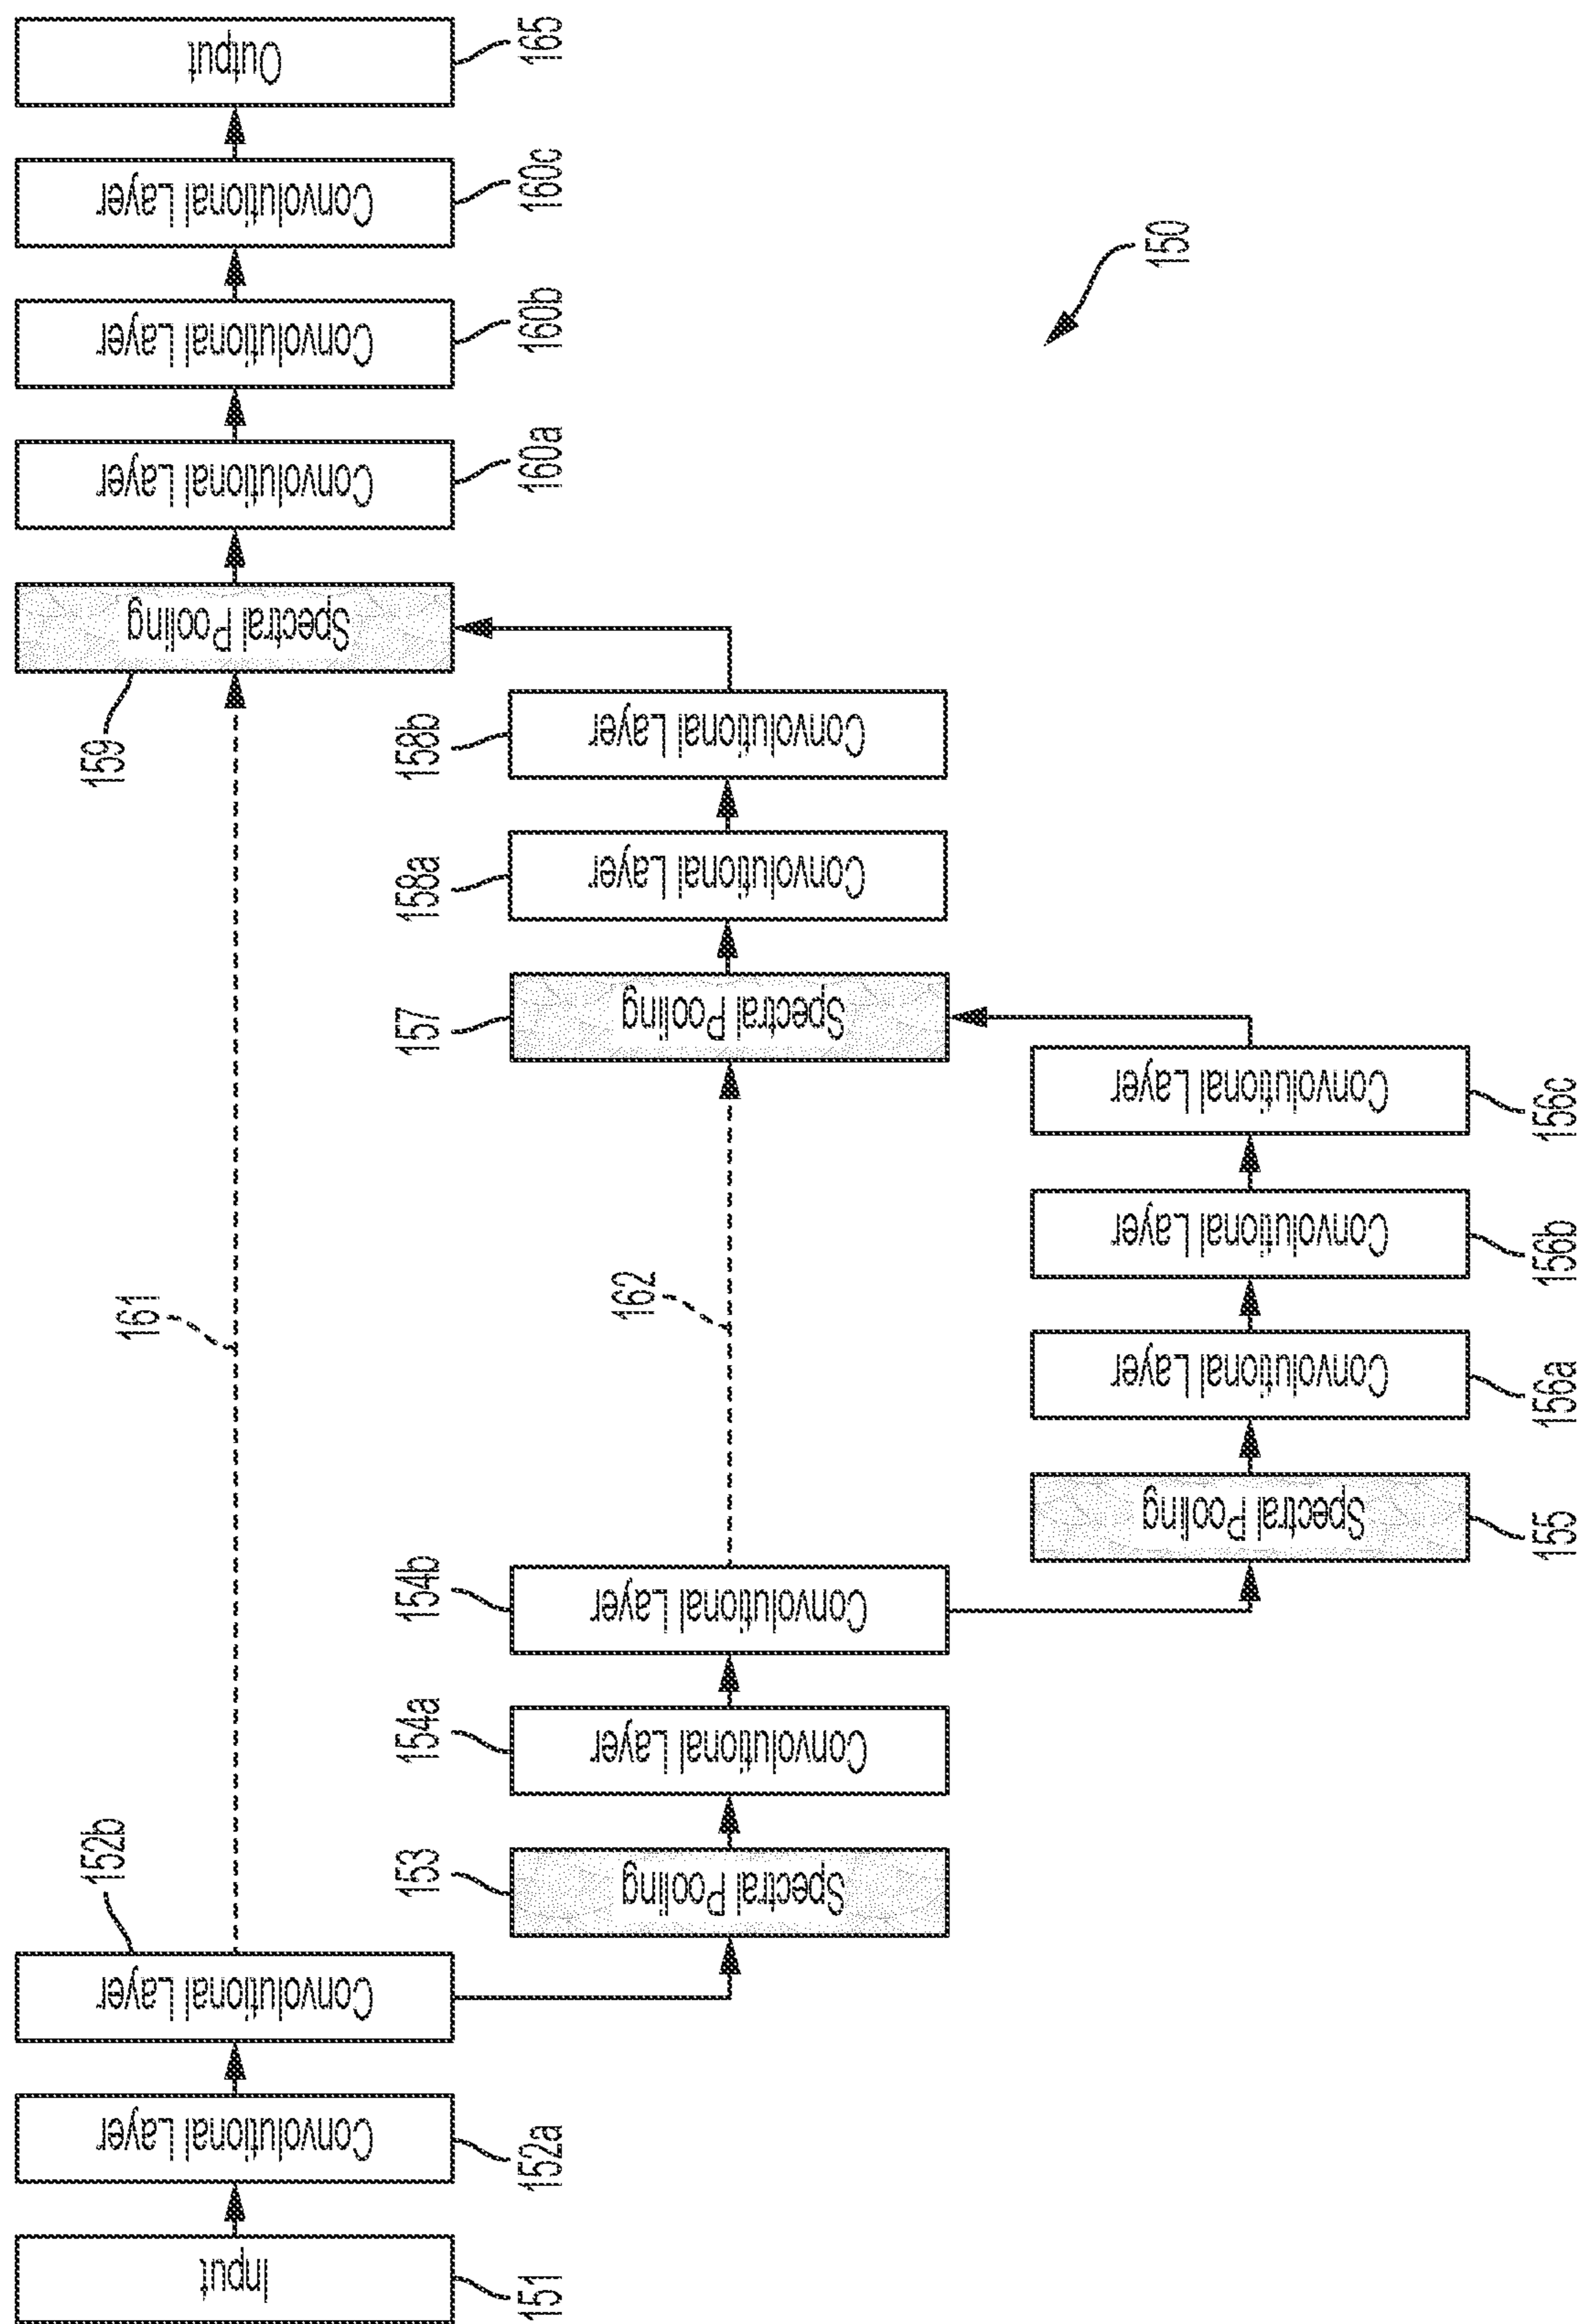 Input
151
Convolutional Layer
152a
Convolutional Layer
152b
Spectral Pooling
153
Convolutional Layer
154a
Convolutional Layer
154b
Spectral Pooling
155
Convolutional Layer
156a
Convolutional Layer
156b
Convolutional Layer
156c
Spectral Pooling
157
Convolutional Layer
158a
Convolutional Layer
158b
Spectral Pooling
159
Convolutional Layer
160a
Convolutional Layer
160b
Convolutional Layer
160c
Output
165
161
162
150